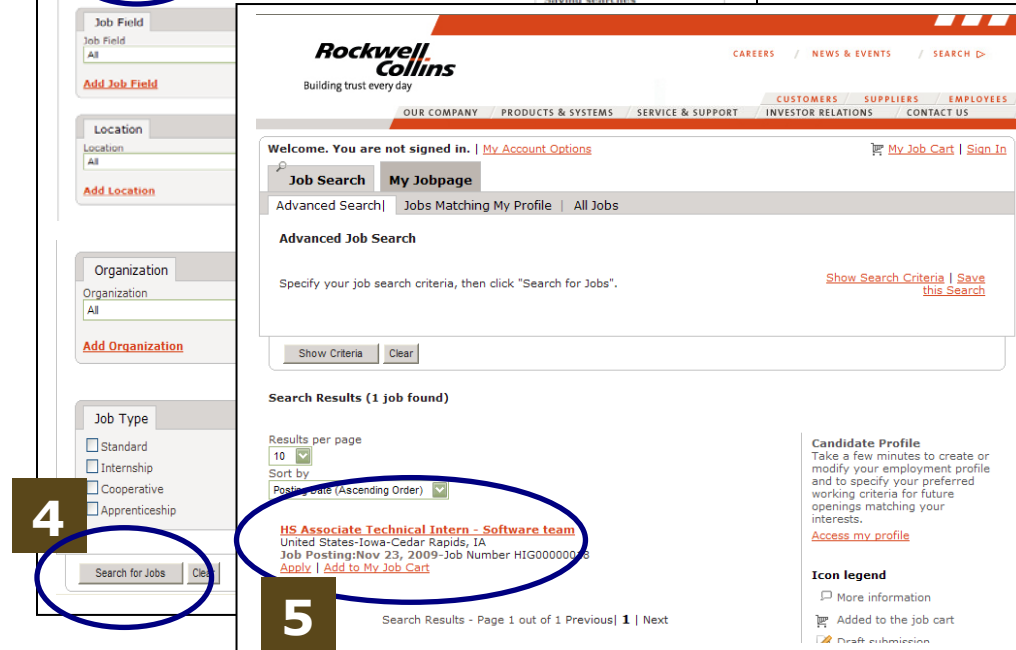 Job Field
Job Field
All
Add Job Field
Location
Location
All
Add Location
Organization
Organization
All
Add Organization
Job Type
Standard
Internship
Cooperative
Apprenticeship
4
Search for Jobs Clear
Saving searches
Rockwell
Collins
Building trust every day
CAREERS / NEWS & EVENTS / SEARCH
CUSTOMERS / SUPPLIERS / EMPLOYEES
OUR COMPANY / PRODUCTS & SYSTEMS / SERVICE & SUPPORT / INVESTOR RELATIONS / CONTACT US
Welcome. You are not signed in. | My Account Options
My Job Cart | Sign In
Job Search My Jobpage
Advanced Search| Jobs Matching My Profile | All Jobs
Advanced Job Search
Specify your job search criteria, then click "Search for Jobs".
Show Search Criteria | Save
this Search
Show Criteria Clear
Search Results (1 job found)
Results per page
10
Sort by
Posting Date (Ascending Order)
HS Associate Technical Intern - Software team
United States-Iowa-Cedar Rapids, IA
Job Posting:Nov 23, 2009-Job Number
Apply | Add to My Job Cart
5
Search Results - Page 1 out of 1 Previous| 1 | Next
Candidate Profile
Take a few minutes to create or
modify your employment profile
and to specify your preferred
working criteria for future
openings matching your
interests.
Access my profile
Icon legend
More information
Added to the job cart
Draft submission